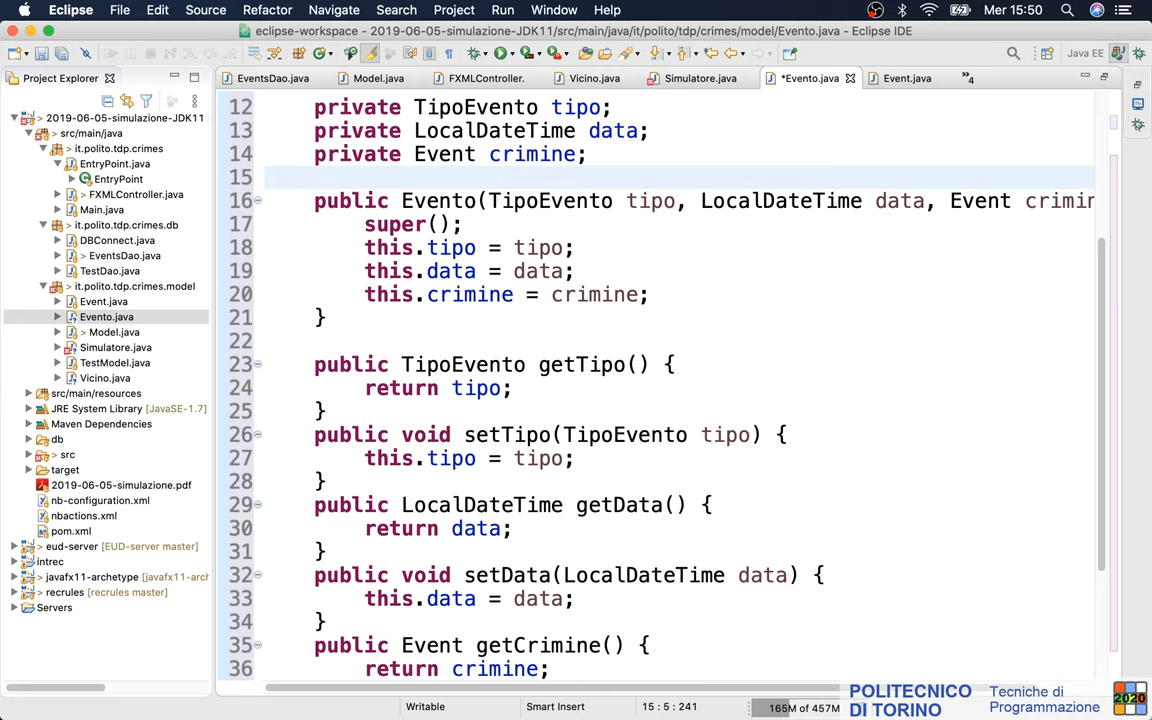 Eclipse File Edit Source Refactor Navigate Search Project Run Window Help Mer 15:50
eclipse-workspace - 2019-06-05-simulazione-JDK11/src/main/java/it/polito/tdp/crimes/model/Evento.java - Eclipse IDE
Java EE
Project Explorer
EventsDao.java Model.java FXMLController. Vicino.java Simulatore.java *Evento.java Event.java »4
2019-06-05-simulazione-JDK11
src/main/java
it.polito.tdp.crimes
EntryPoint.java
EntryPoint
> FXMLController.java
Main.java
it.polito.tdp.crimes.db
DBConnect.java
> EventsDao.java
TestDao.java
> it.polito.tdp.crimes.model
Event.java
Evento.java
> Model.java
Simulatore.java
TestModel.java
Vicino.java
src/main/resources
JRE System Library [JavaSE-1.7]
Maven Dependencies
db
> src
target
2019-06-05-simulazione.pdf
nb-configuration.xml
nbactions.xml
pom.xml
> eud-server [EUD-server master]
intrec
> javafx11-archetype [javafx11-arch
> recrules [recrules master]
Servers
12 private TipoEvento tipo;
13 private LocalDateTime data;
14 private Event crimine;
15
16 public Evento(TipoEvento tipo, LocalDateTime data, Event crimin
17 super();
18 this.tipo = tipo;
19 this.data = data;
20 this.crimine = crimine;
21 }
22
23 public TipoEvento getTipo() {
24 return tipo;
25 }
26 public void setTipo(TipoEvento tipo) {
27 this.tipo = tipo;
28 }
29 public LocalDateTime getData() {
30 return data;
31 }
32 public void setData(LocalDateTime data) {
33 this.data = data;
34 }
35 public Event getCrimine() {
36 return crimine;
Writable Smart Insert 15 : 5 : 241 165M of 457M
POLITECNICO
DI TORINO
Tecniche di
Programmazione
2020